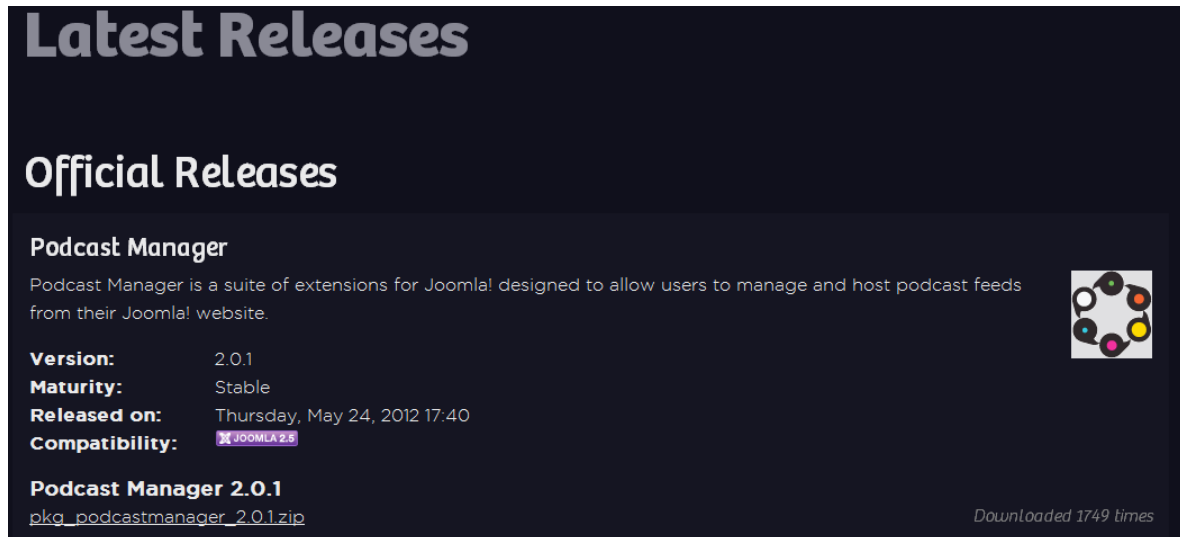 Latest Releases
Official Releases
Podcast Manager
Podcast Manager is a suite of extensions for Joomla! designed to allow users to manage and host podcast feeds
from their Joomla! website.
Version: 2.0.1
Maturity: Stable
Released on: Thursday, May 24, 2012 17:40
Compatibility: JOOMLA 2.5
Podcast Manager 2.0.1
pkg_podcastmanager_2.0.1.zip Downloaded 1749 times